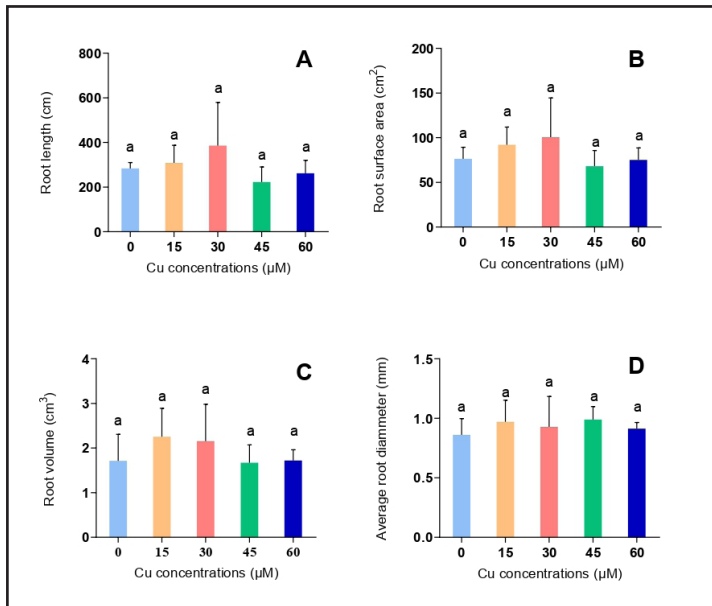 A
Root length (cm)
800
600
400
200
0
a a a a a
0 15 30 45 60
Cu concentrations (µM)
B
Root surface area (cm²)
200
150
100
50
0
a a a a a
0 15 30 45 60
Cu concentrations (µM)
C
Root volume (cm³)
4
3
2
1
0
a a a a a
0 15 30 45 60
Cu concentrations (µM)
D
Average root diammeter (mm)
1.5
1.0
0.5
0.0
a a a a a
0 15 30 45 60
Cu concentrations (µM)